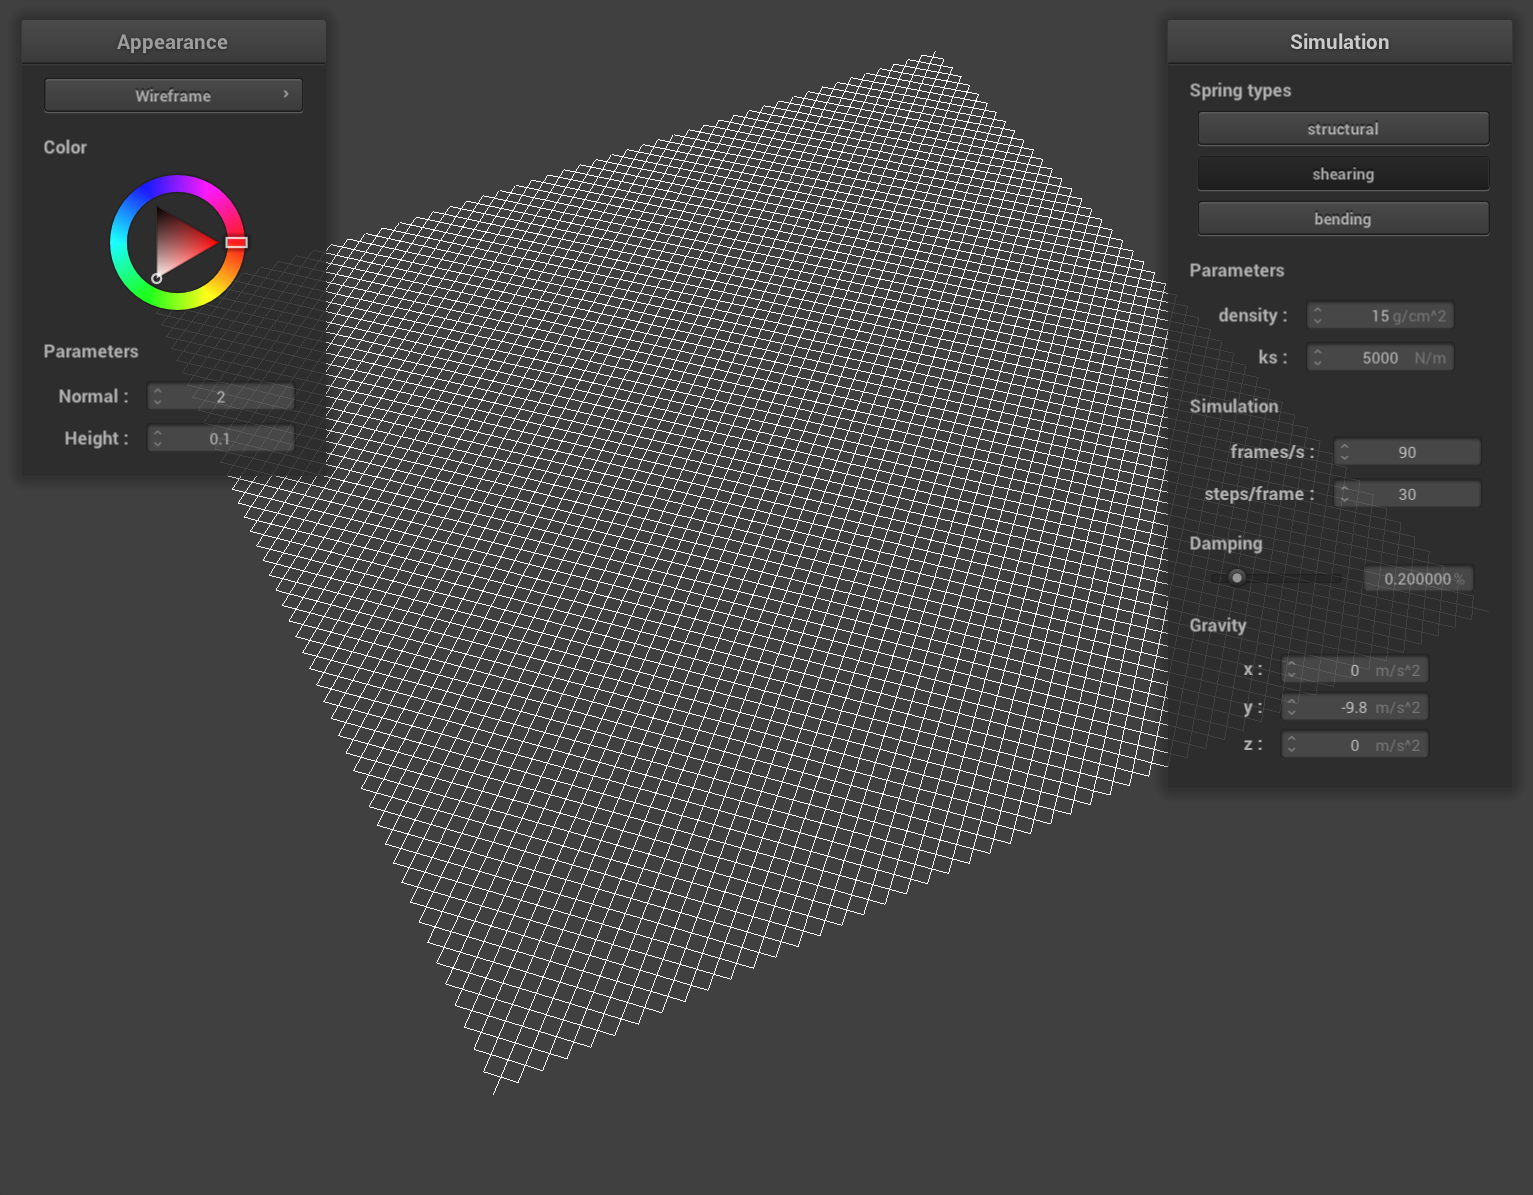 Appearance
Wireframe
Color
Parameters
Normal : 2
Height : 0.1
Simulation
Spring types
structural
shearing
bending
Parameters
density : 15 g/cm^2
ks : 5000 N/m
Simulation
frames/s : 90
steps/frame : 30
Damping
0.200000 %
Gravity
x : 0 m/s^2
y : -9.8 m/s^2
z : 0 m/s^2